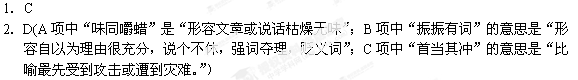 1. C
2. D(A 项中“味同嚼蜡”是“形容文章或说话枯燥无味”；B 项中“振振有词”的意思是“形
容自以为理由很充分，说个不休，强词夺理，贬义词”；C 项中“首当其冲”的意思是“比
喻最先受到攻击或遭到灾难。”)